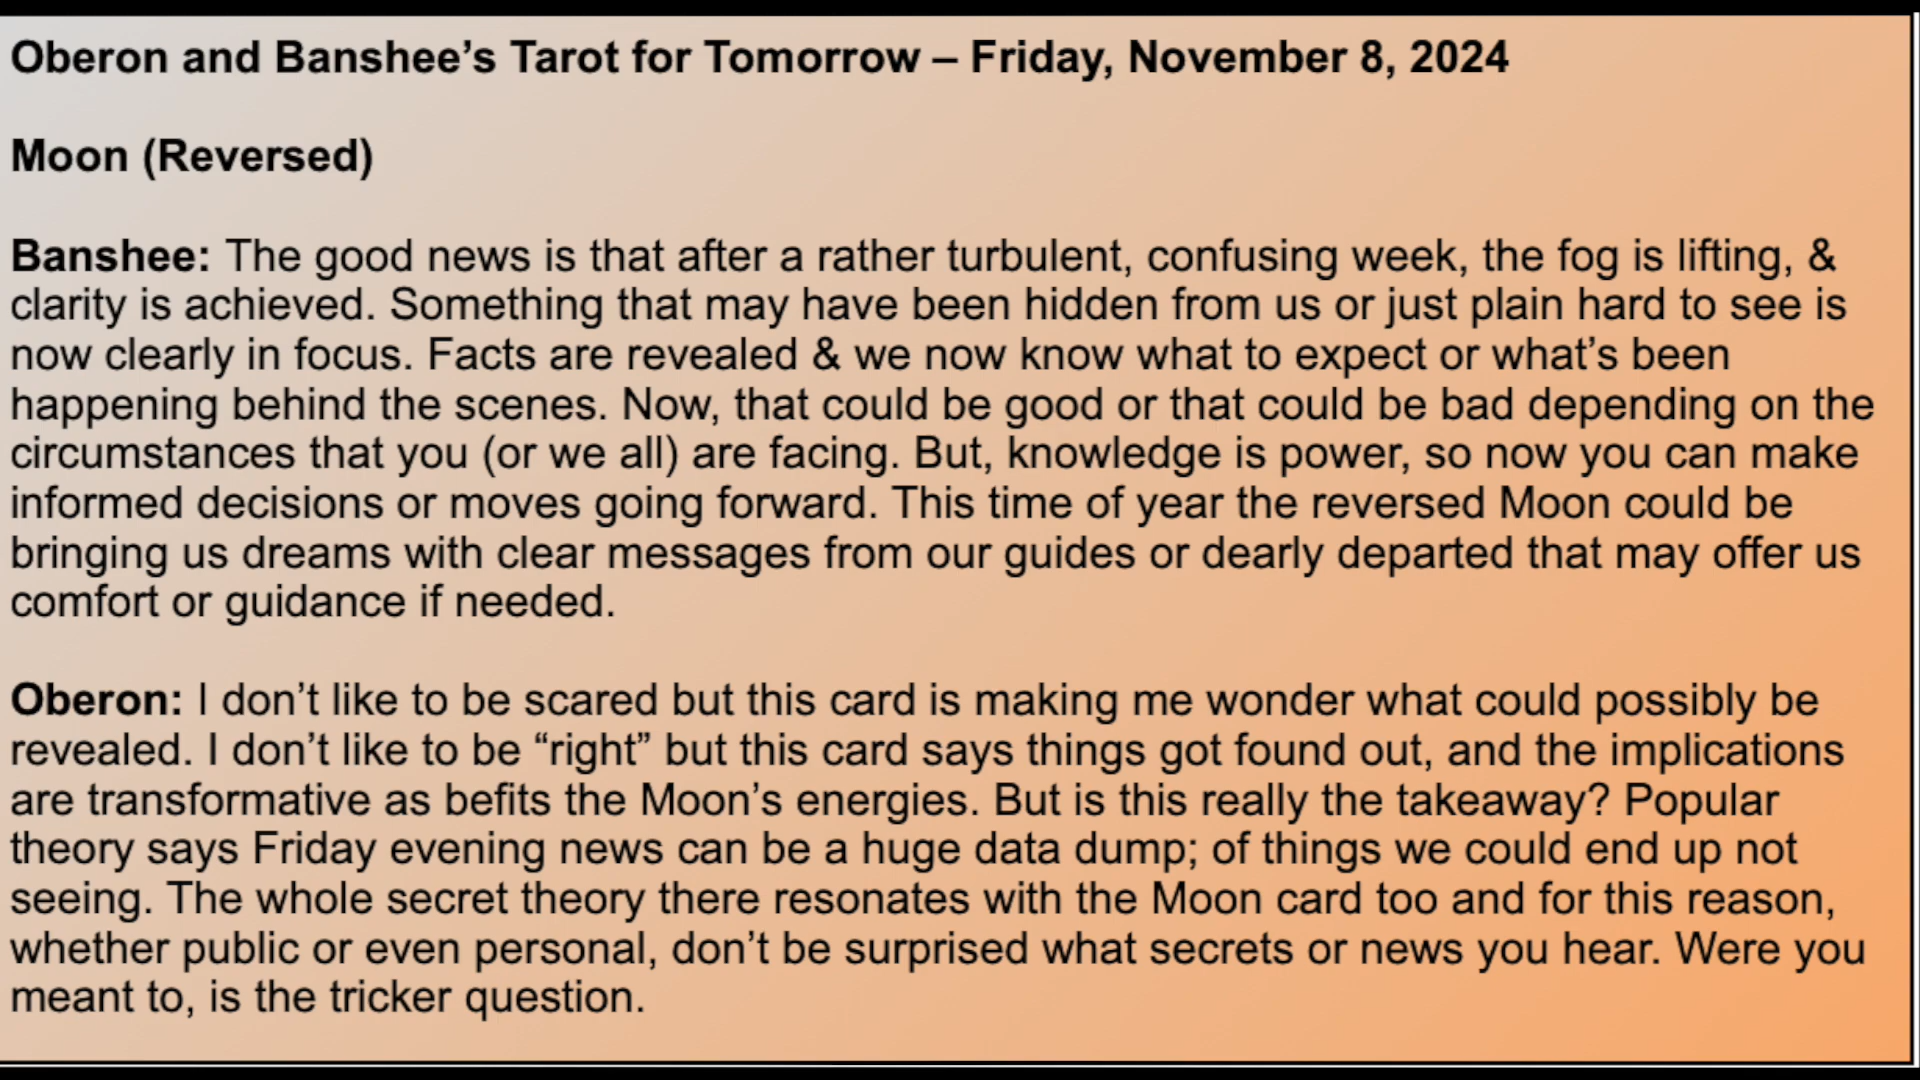 Oberon and Banshee’s Tarot for Tomorrow – Friday, November 8, 2024
Moon (Reversed)
Banshee: The good news is that after a rather turbulent, confusing week, the fog is lifting, &
clarity is achieved. Something that may have been hidden from us or just plain hard to see is
now clearly in focus. Facts are revealed & we now know what to expect or what’s been
happening behind the scenes. Now, that could be good or that could be bad depending on the
circumstances that you (or we all) are facing. But, knowledge is power, so now you can make
informed decisions or moves going forward. This time of year the reversed Moon could be
bringing us dreams with clear messages from our guides or dearly departed that may offer us
comfort or guidance if needed.
Oberon: I don’t like to be scared but this card is making me wonder what could possibly be
revealed. I don’t like to be “right” but this card says things got found out, and the implications
are transformative as befits the Moon’s energies. But is this really the takeaway? Popular
theory says Friday evening news can be a huge data dump; of things we could end up not
seeing. The whole secret theory there resonates with the Moon card too and for this reason,
whether public or even personal, don’t be surprised what secrets or news you hear. Were you
meant to, is the tricker question.